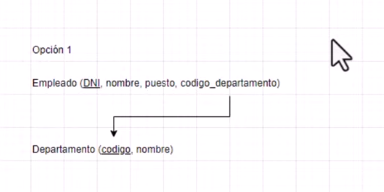 Opción 1
Empleado (DNI, nombre, puesto, codigo_departamento)
Departamento (codigo, nombre)